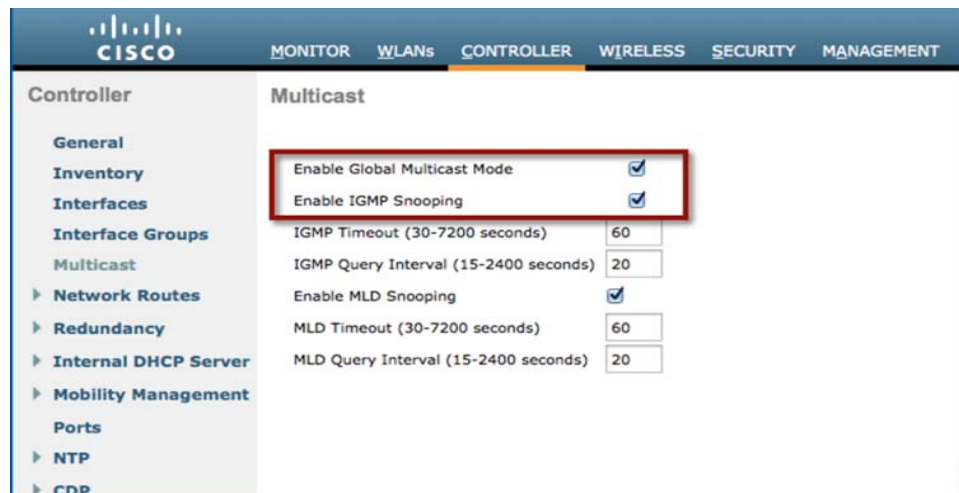 CISCO
MONITOR WLANs CONTROLLER WIRELESS SECURITY MANAGEMENT
Controller
General
Inventory
Interfaces
Interface Groups
Multicast
Network Routes
Redundancy
Internal DHCP Server
Mobility Management
Ports
NTP
CDP
Multicast
Enable Global Multicast Mode
Enable IGMP Snooping
IGMP Timeout (30-7200 seconds) 60
IGMP Query Interval (15-2400 seconds) 20
Enable MLD Snooping
MLD Timeout (30-7200 seconds) 60
MLD Query Interval (15-2400 seconds) 20